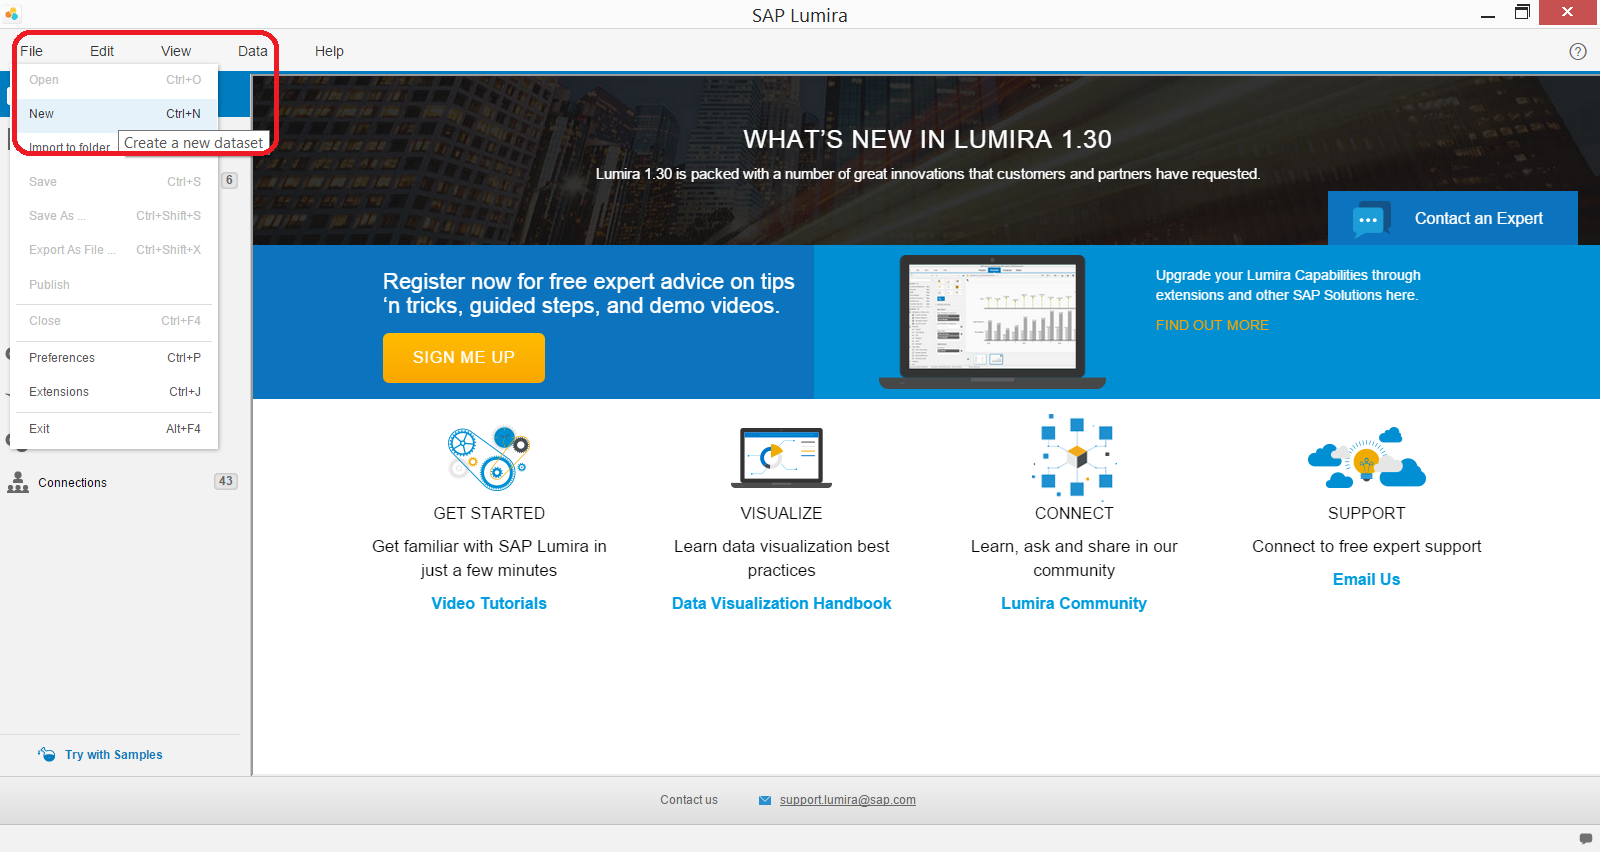 SAP Lumira
File Edit View Data Help
?
Open Ctrl+O
New Ctrl+N
Import to folder
Create a new dataset
Save Ctrl+S
6
Save As ... Ctrl+Shift+S
Export As File ... Ctrl+Shift+X
Publish
Close Ctrl+F4
Preferences Ctrl+P
Extensions Ctrl+J
Exit Alt+F4
Connections 43
Try with Samples
WHAT'S NEW IN LUMIRA 1.30
Lumira 1.30 is packed with a number of great innovations that customers and partners have requested.
Contact an Expert
Register now for free expert advice on tips
‘n tricks, guided steps, and demo videos.
SIGN ME UP
Upgrade your Lumira Capabilities through
extensions and other SAP Solutions here.
FIND OUT MORE
GET STARTED
Get familiar with SAP Lumira in
just a few minutes
Video Tutorials
VISUALIZE
Learn data visualization best
practices
Data Visualization Handbook
CONNECT
Learn, ask and share in our
community
Lumira Community
SUPPORT
Connect to free expert support
Email Us
Contact us support.lumira@sap.com